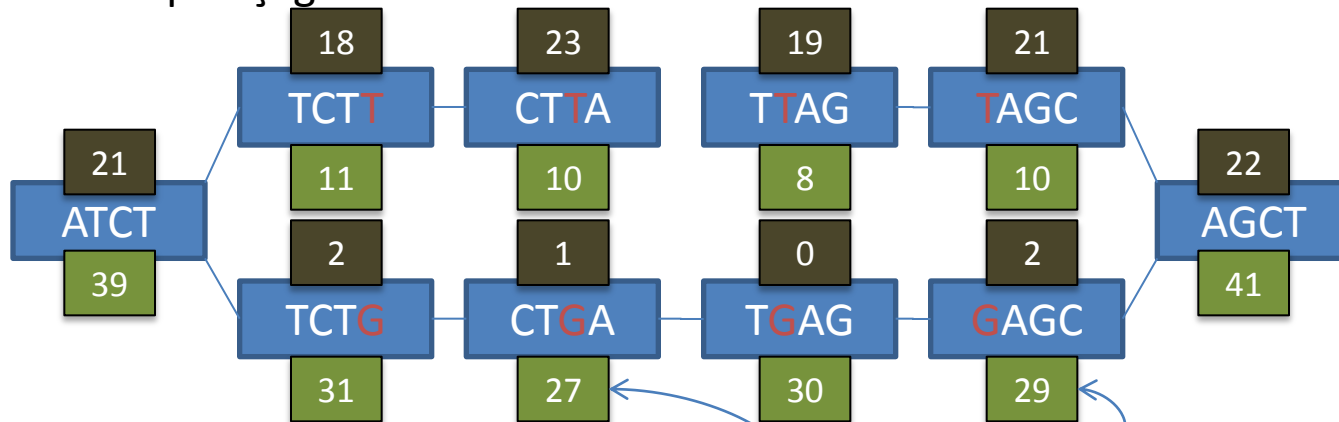 18 23 19 21
TCTT CTTA TTAG TAGC
21 11 10 8 10 22
ATCT AGCT
39 2 1 0 2 41
TCTG CTGA TGAG GAGC
31 27 30 29